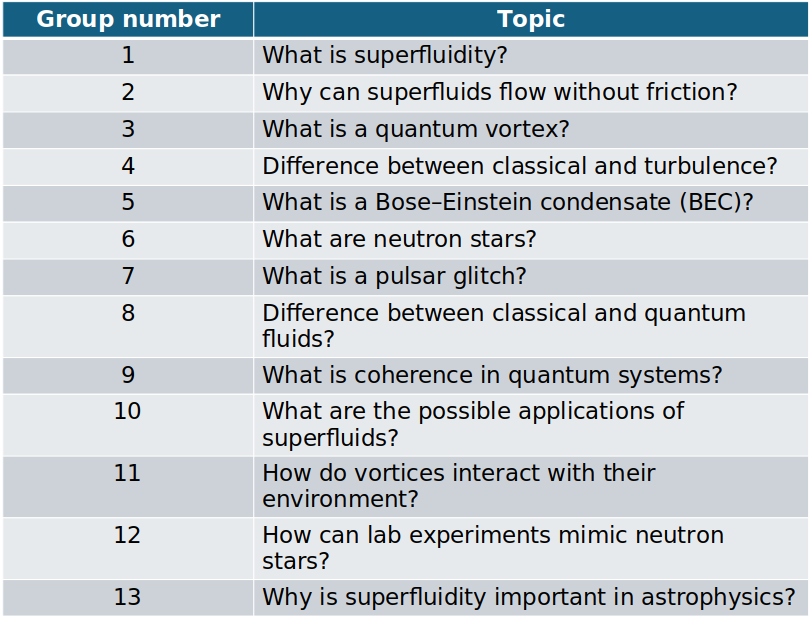 Group number Topic
1 What is superfluidity?
2 Why can superfluids flow without friction?
3 What is a quantum vortex?
4 Difference between classical and turbulence?
5 What is a Bose–Einstein condensate (BEC)?
6 What are neutron stars?
7 What is a pulsar glitch?
8 Difference between classical and quantum
fluids?
9 What is coherence in quantum systems?
10 What are the possible applications of
superfluids?
11 How do vortices interact with their
environment?
12 How can lab experiments mimic neutron
stars?
13 Why is superfluidity important in astrophysics?